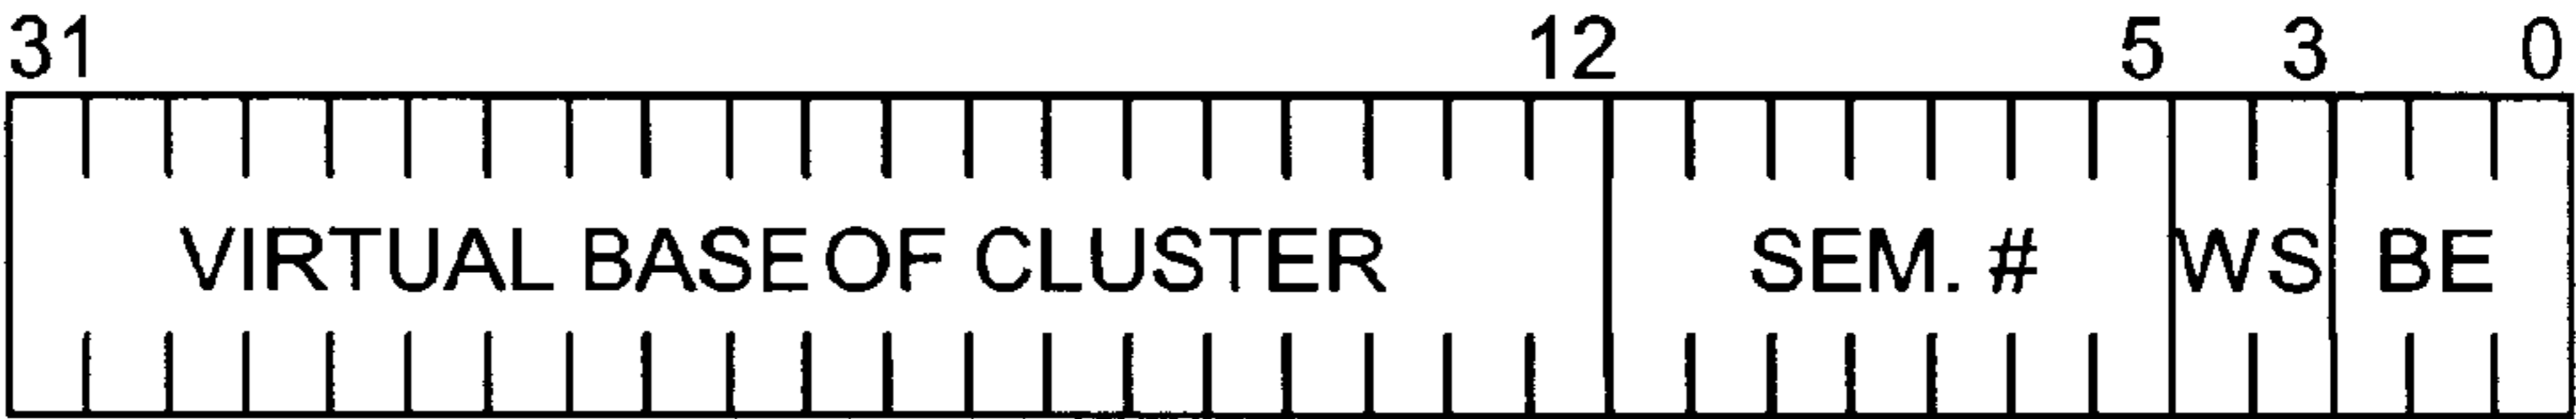 31 12 5 3 0
VIRTUAL BASE OF CLUSTER SEM. # WS BE